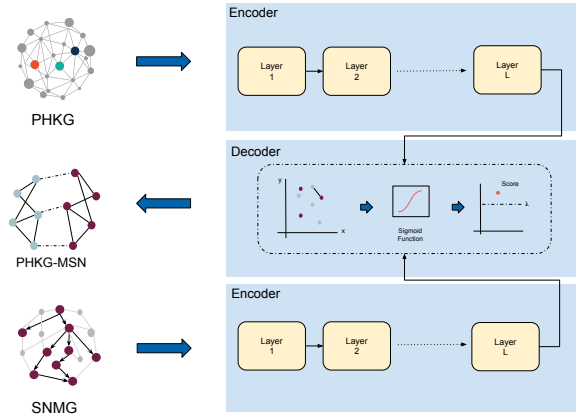 Encoder
Layer
1
Layer
2
Layer
L
PHKG
Decoder
y
x
Sigmoid
Function
Score
λ
PHKG-MSN
Encoder
Layer
1
Layer
2
Layer
L
SNMG